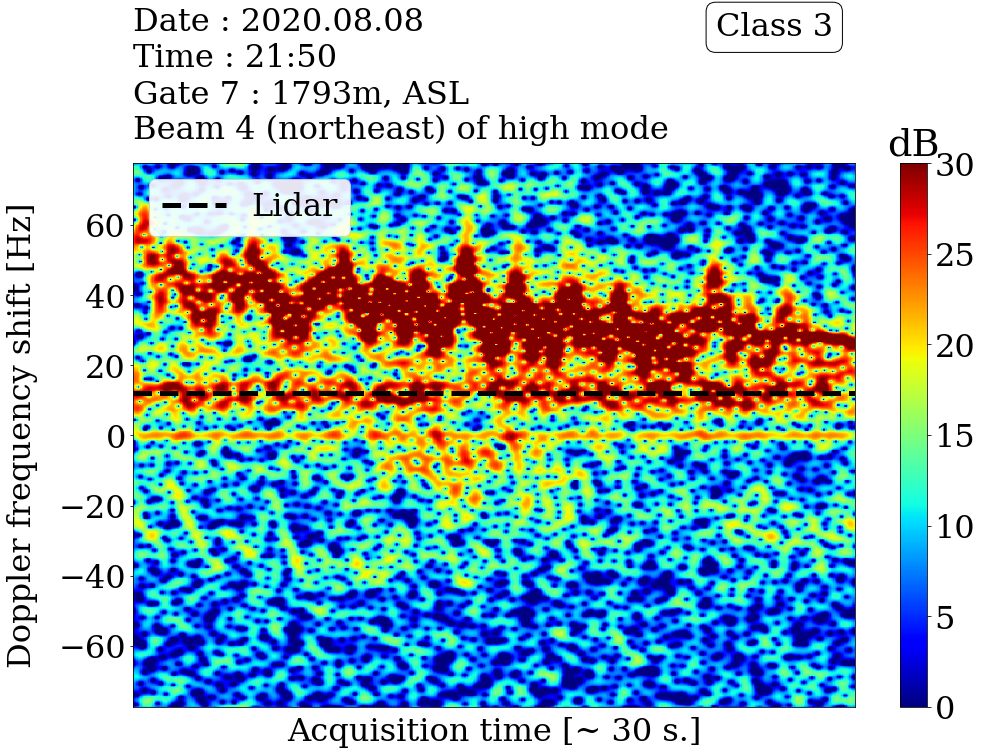 Date : 2020.08.08
Time : 21:50
Gate 7 : 1793m, ASL
Beam 4 (northeast) of high mode
Class 3
dB
Lidar
Doppler frequency shift [Hz]
60
40
20
0
−20
−40
−60
30
25
20
15
10
5
0
Acquisition time [~ 30 s.]